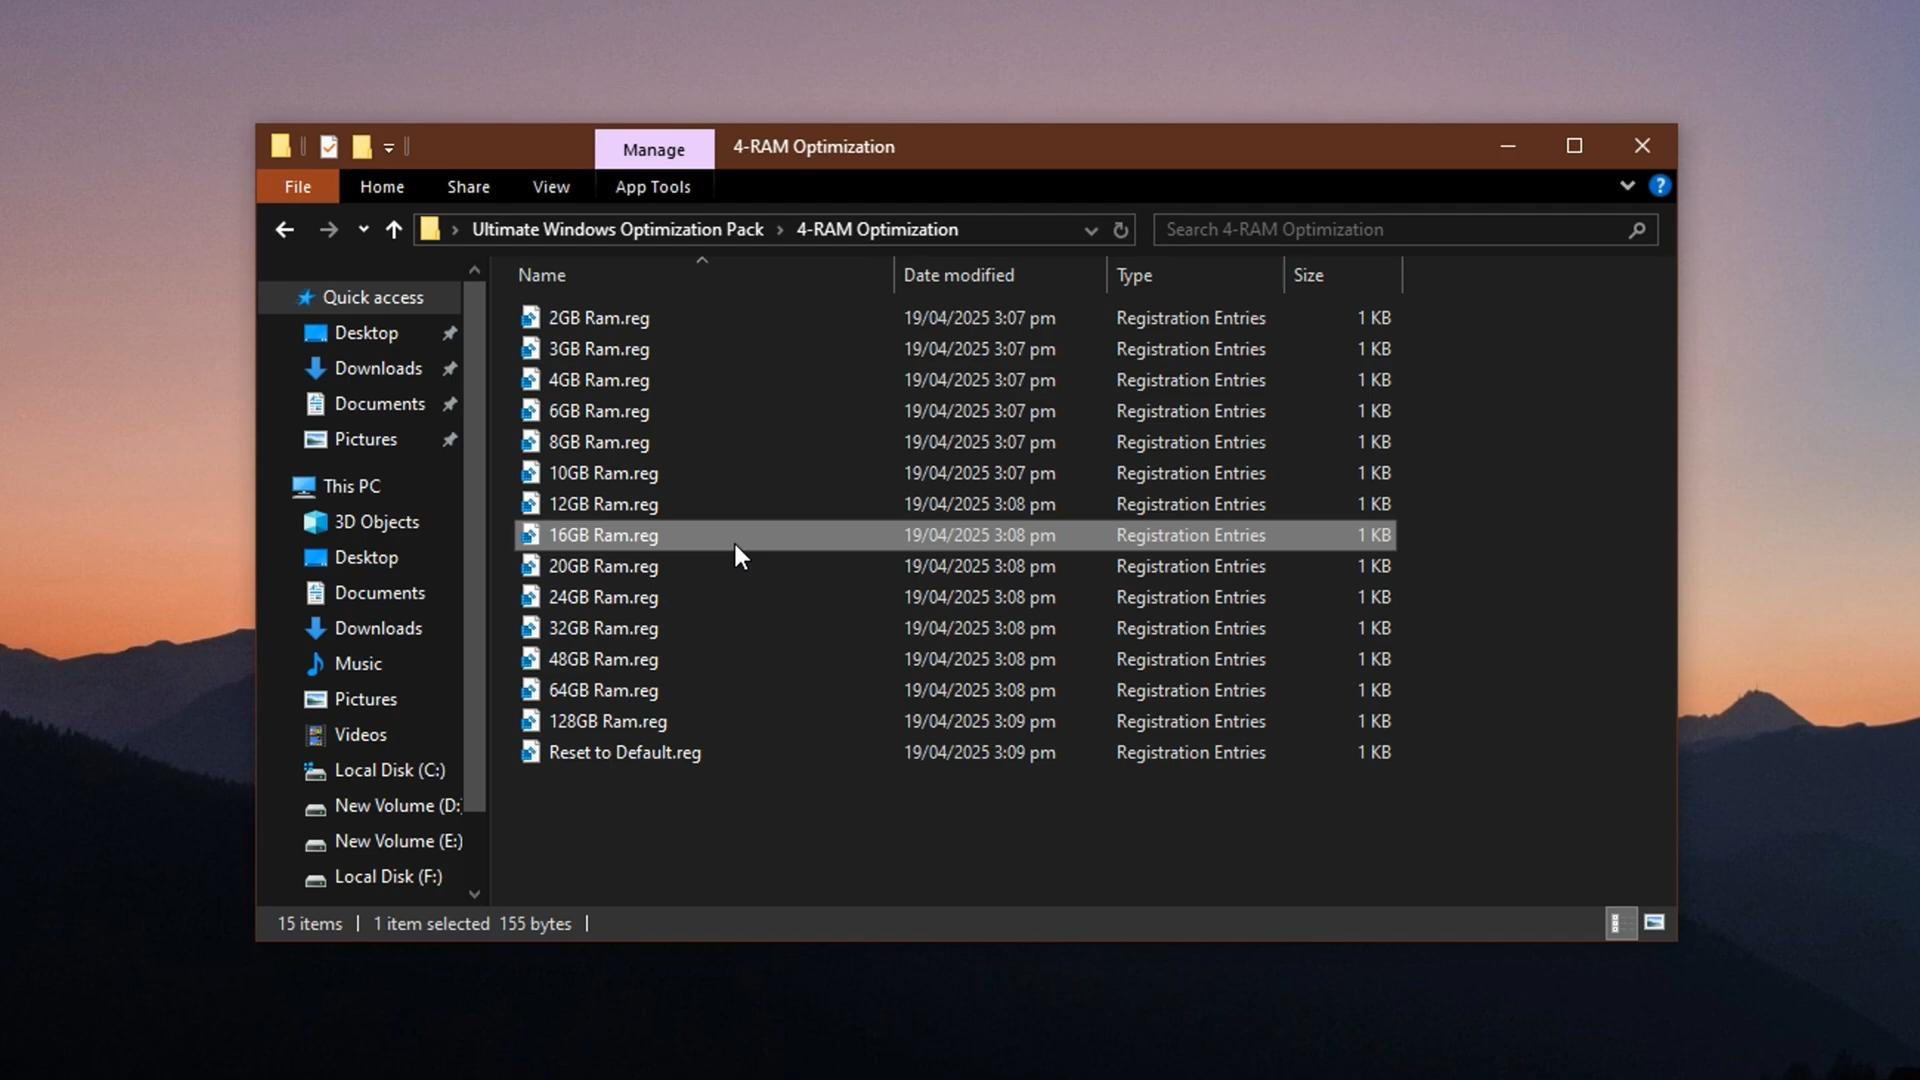 Manage
4-RAM Optimization
File Home Share View App Tools
Ultimate Windows Optimization Pack > 4-RAM Optimization
Search 4-RAM Optimization
Quick access
Desktop
Downloads
Documents
Pictures
This PC
3D Objects
Desktop
Documents
Downloads
Music
Pictures
Videos
Local Disk (C:)
New Volume (D:
New Volume (E:)
Local Disk (F:)
Name Date modified Type Size
2GB Ram.reg 19/04/2025 3:07 pm Registration Entries 1 KB
3GB Ram.reg 19/04/2025 3:07 pm Registration Entries 1 KB
4GB Ram.reg 19/04/2025 3:07 pm Registration Entries 1 KB
6GB Ram.reg 19/04/2025 3:07 pm Registration Entries 1 KB
8GB Ram.reg 19/04/2025 3:07 pm Registration Entries 1 KB
10GB Ram.reg 19/04/2025 3:07 pm Registration Entries 1 KB
12GB Ram.reg 19/04/2025 3:08 pm Registration Entries 1 KB
16GB Ram.reg 19/04/2025 3:08 pm Registration Entries 1 KB
20GB Ram.reg 19/04/2025 3:08 pm Registration Entries 1 KB
24GB Ram.reg 19/04/2025 3:08 pm Registration Entries 1 KB
32GB Ram.reg 19/04/2025 3:08 pm Registration Entries 1 KB
48GB Ram.reg 19/04/2025 3:08 pm Registration Entries 1 KB
64GB Ram.reg 19/04/2025 3:08 pm Registration Entries 1 KB
128GB Ram.reg 19/04/2025 3:09 pm Registration Entries 1 KB
Reset to Default.reg 19/04/2025 3:09 pm Registration Entries 1 KB
15 items 1 item selected 155 bytes